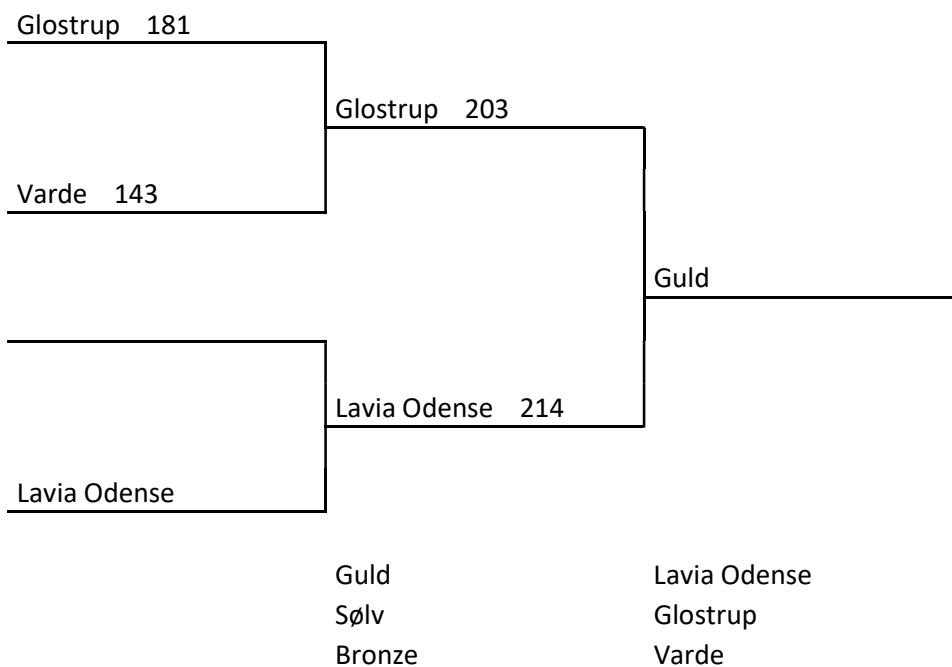 Glostrup 181
Glostrup 203
Varde 143
Guld
Lavia Odense 214
Lavia Odense
Guld Lavia Odense
Sølv Glostrup
Bronze Varde